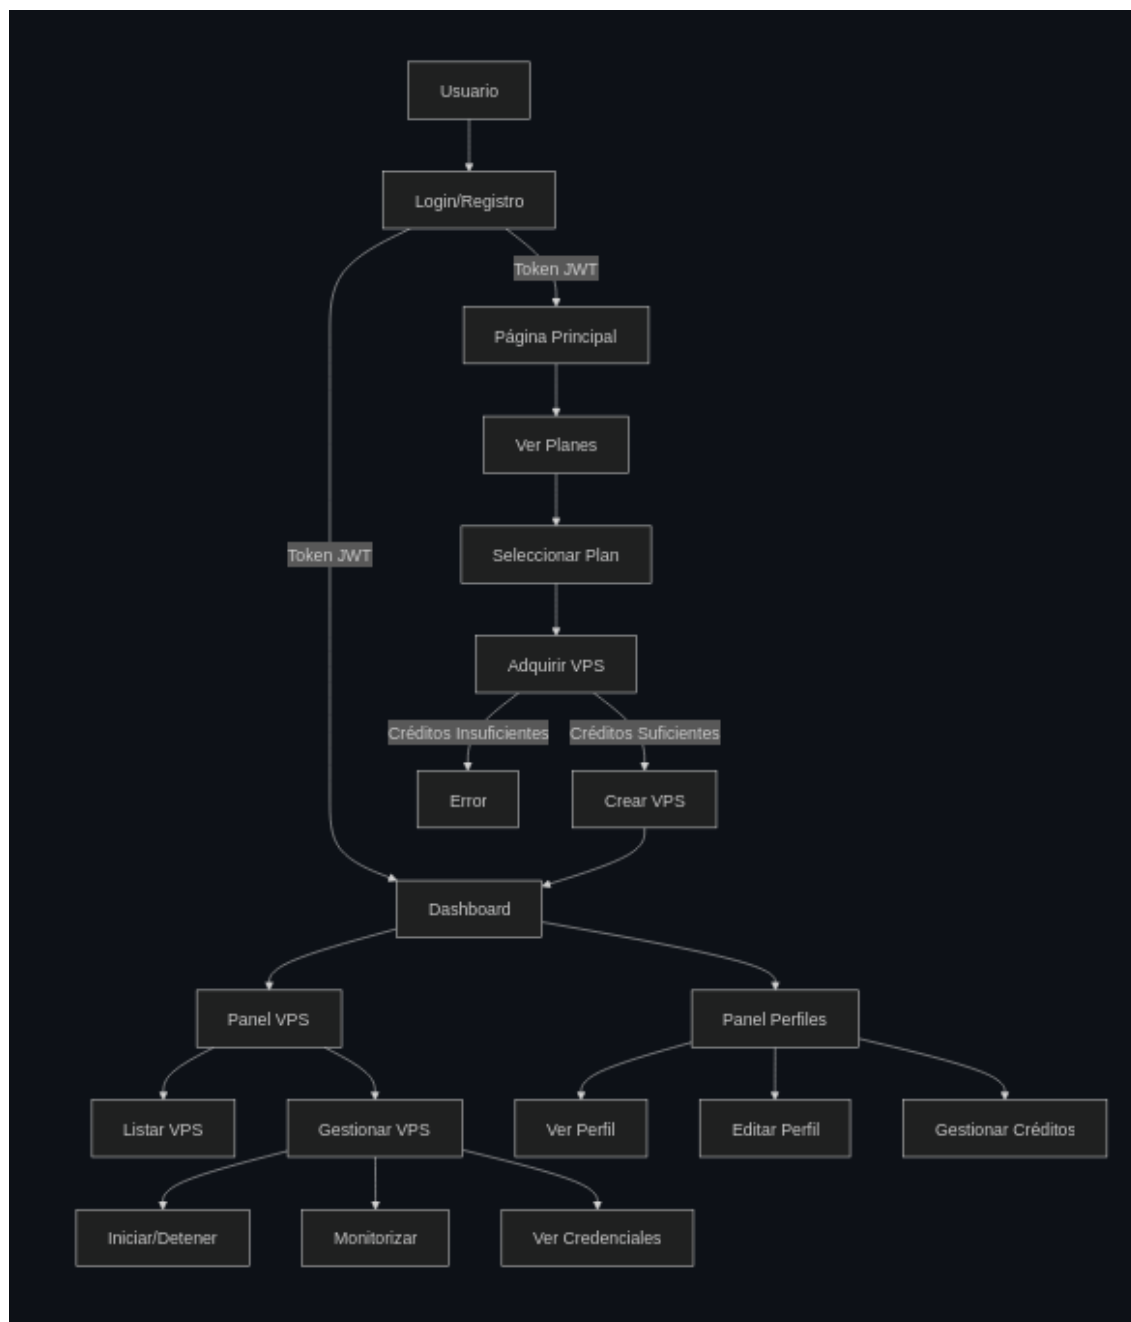 Usuario
Login/Registro
Token JWT
Página Principal
Ver Planes
Seleccionar Plan
Token JWT
Adquirir VPS
Créditos Insuficientes
Créditos Suficientes
Error
Crear VPS
Dashboard
Panel VPS
Panel Perfiles
Listar VPS
Gestionar VPS
Ver Perfil
Editar Perfil
Gestionar Créditos
Iniciar/Detener
Monitorizar
Ver Credenciales